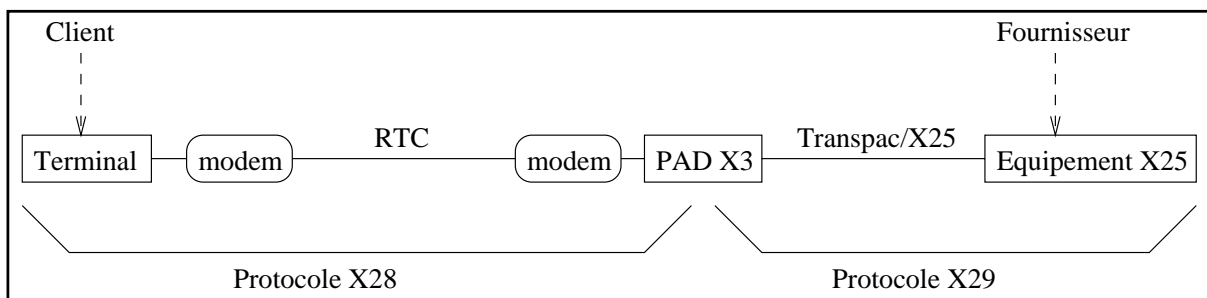 Client Fournisseur
RTC Transpac/X25
Terminal modem modem PAD X3 Equipement X25
Protocole X28 Protocole X29